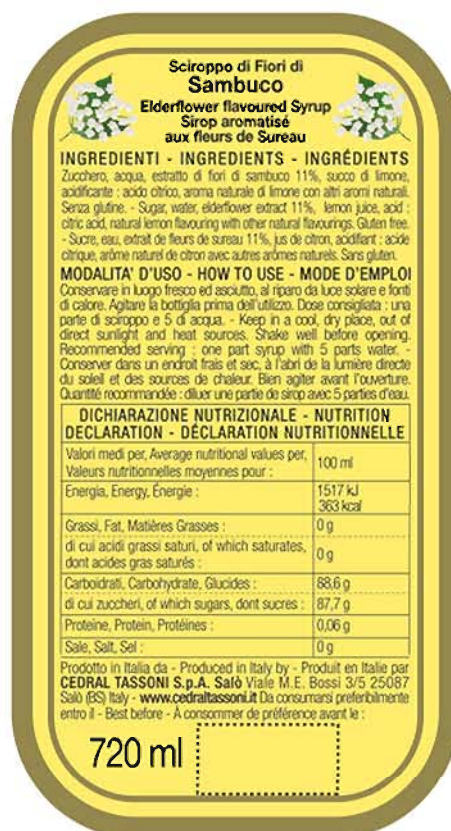 Sciroppo di Fiori di
Sambuco
Elderflower flavoured Syrup
Sirop aromatisé
aux fleurs de Sureau
INGREDIENTI - INGREDIENTS - INGRÉDIENTS
Zucchero, acqua, estratto di fiori di sambuco 11%, succo di limone,
acidificante : acido citrico, aroma naturale di limone con altri aromi naturali.
Senza glutine. - Sugar, water, elderflower extract 11%, lemon juice, acid :
citric acid, natural lemon flavouring with other natural flavourings. Gluten free.
- Sucre, eau, extrait de fleurs de sureau 11%, jus de citron, acidifiant : acide
citrique, arôme naturel de citron avec autres arômes naturels. Sans gluten.
MODALITA' D'USO - HOW TO USE - MODE D'EMPLOI
Conservare in luogo fresco ed asciutto, al riparo da luce solare e fonti
di calore. Agitare la bottiglia prima dell'utilizzo. Dose consigliata : una
parte di sciroppo e 5 di acqua. - Keep in a cool, dry place, out of
direct sunlight and heat sources. Shake well before opening.
Recommended serving : one part syrup with 5 parts water. -
Conserver dans un endroit frais et sec, à l'abri de la lumière directe
du soleil et des sources de chaleur. Bien agiter avant l'ouverture.
Quantité recommandée : diluer une partie de sirop avec 5 parties d'eau.
DICHIARAZIONE NUTRIZIONALE - NUTRITION
DECLARATION - DÉCLARATION NUTRITIONNELLE
Valori medi per, Average nutritional values per,
Valeurs nutritionnelles moyennes pour : 100 ml
Energia, Energy, Énergie : 1517 kJ
363 kcal
Grassi, Fat, Matières Grasses : 0 g
di cui acidi grassi saturi, of which saturates,
dont acides gras saturés : 0 g
Carboidrati, Carbohydrate, Glucides : 88,6 g
di cui zuccheri, of which sugars, dont sucres : 87,7 g
Proteine, Protein, Protéines : 0,06 g
Sale, Salt, Sel : 0 g
Prodotto in Italia da - Produced in Italy by - Produit en Italie par
CEDRAL TASSONI S.p.A. Salò Viale M.E. Bossi 3/5 25087
Salò (BS) Italy - www.cedraltassoni.it Da consumarsi preferibilmente
entro il - Best before - À consommer de préférence avant le :
720 ml